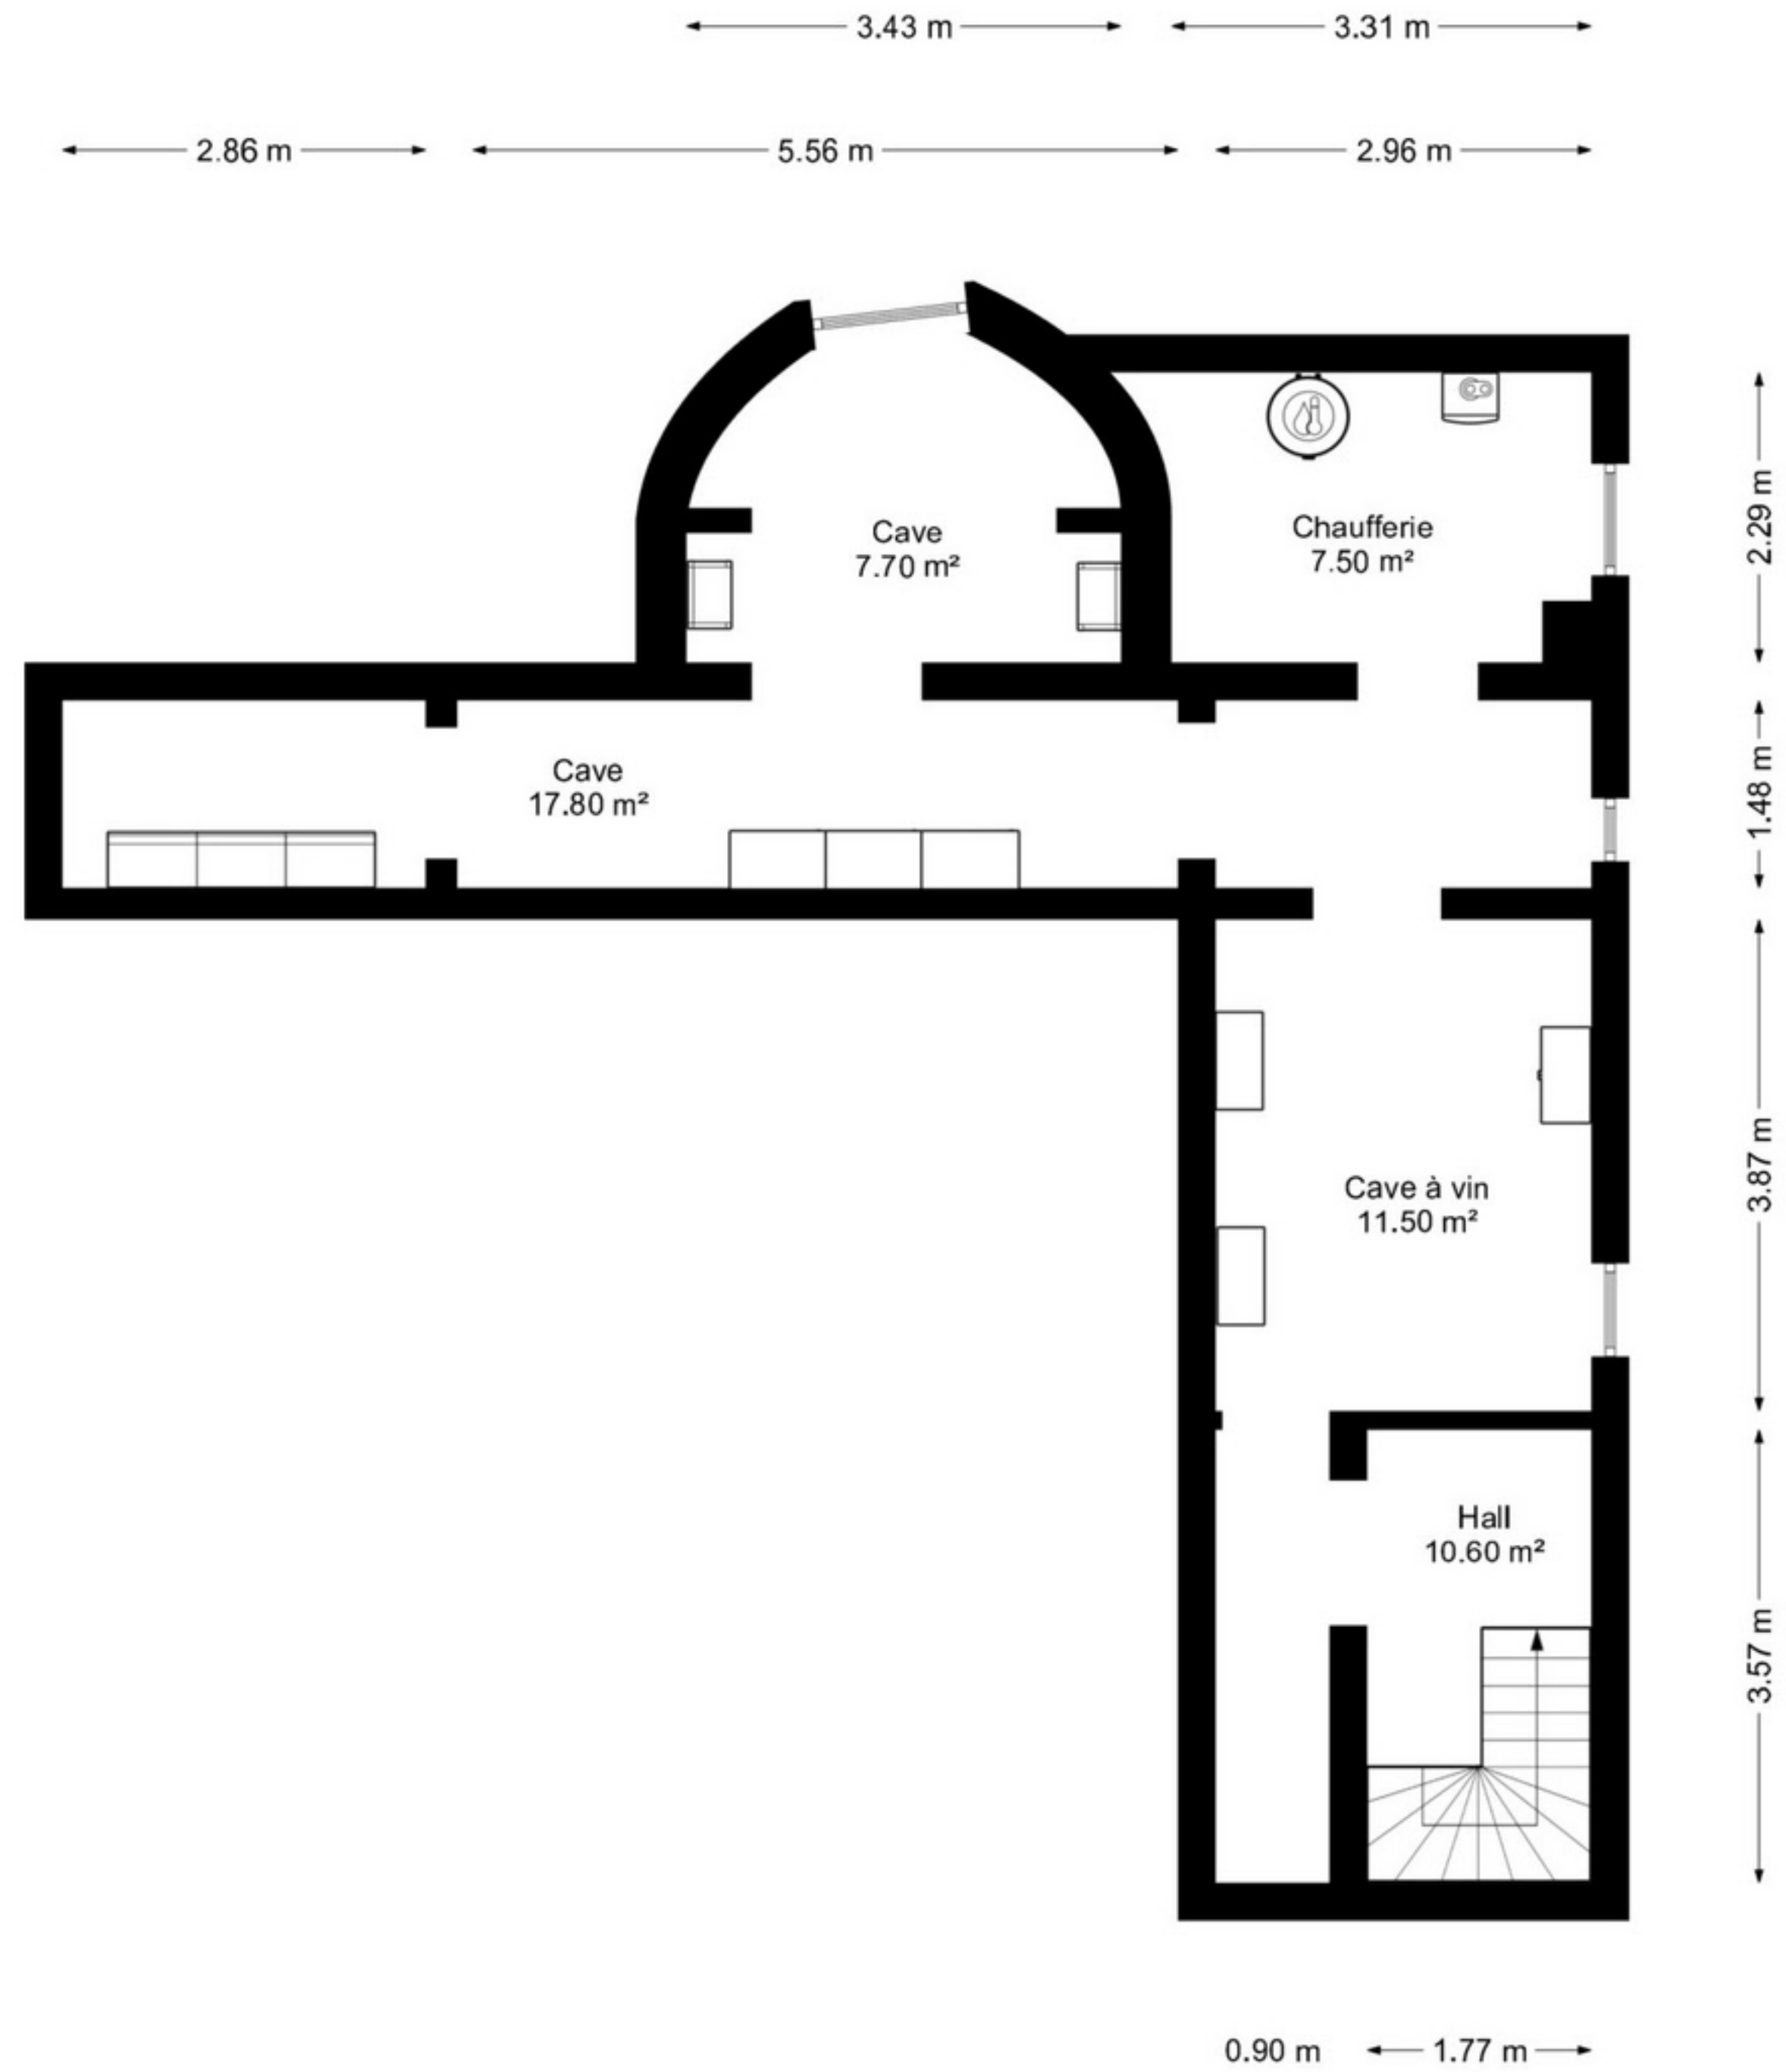 3.43 m
3.31 m
2.86 m
5.56 m
2.96 m
Cave
7.70 m²
Chaufferie
7.50 m²
2.29 m
Cave
17.80 m²
1.48 m
Cave à vin
11.50 m²
3.87 m
Hall
10.60 m²
3.57 m
0.90 m
1.77 m